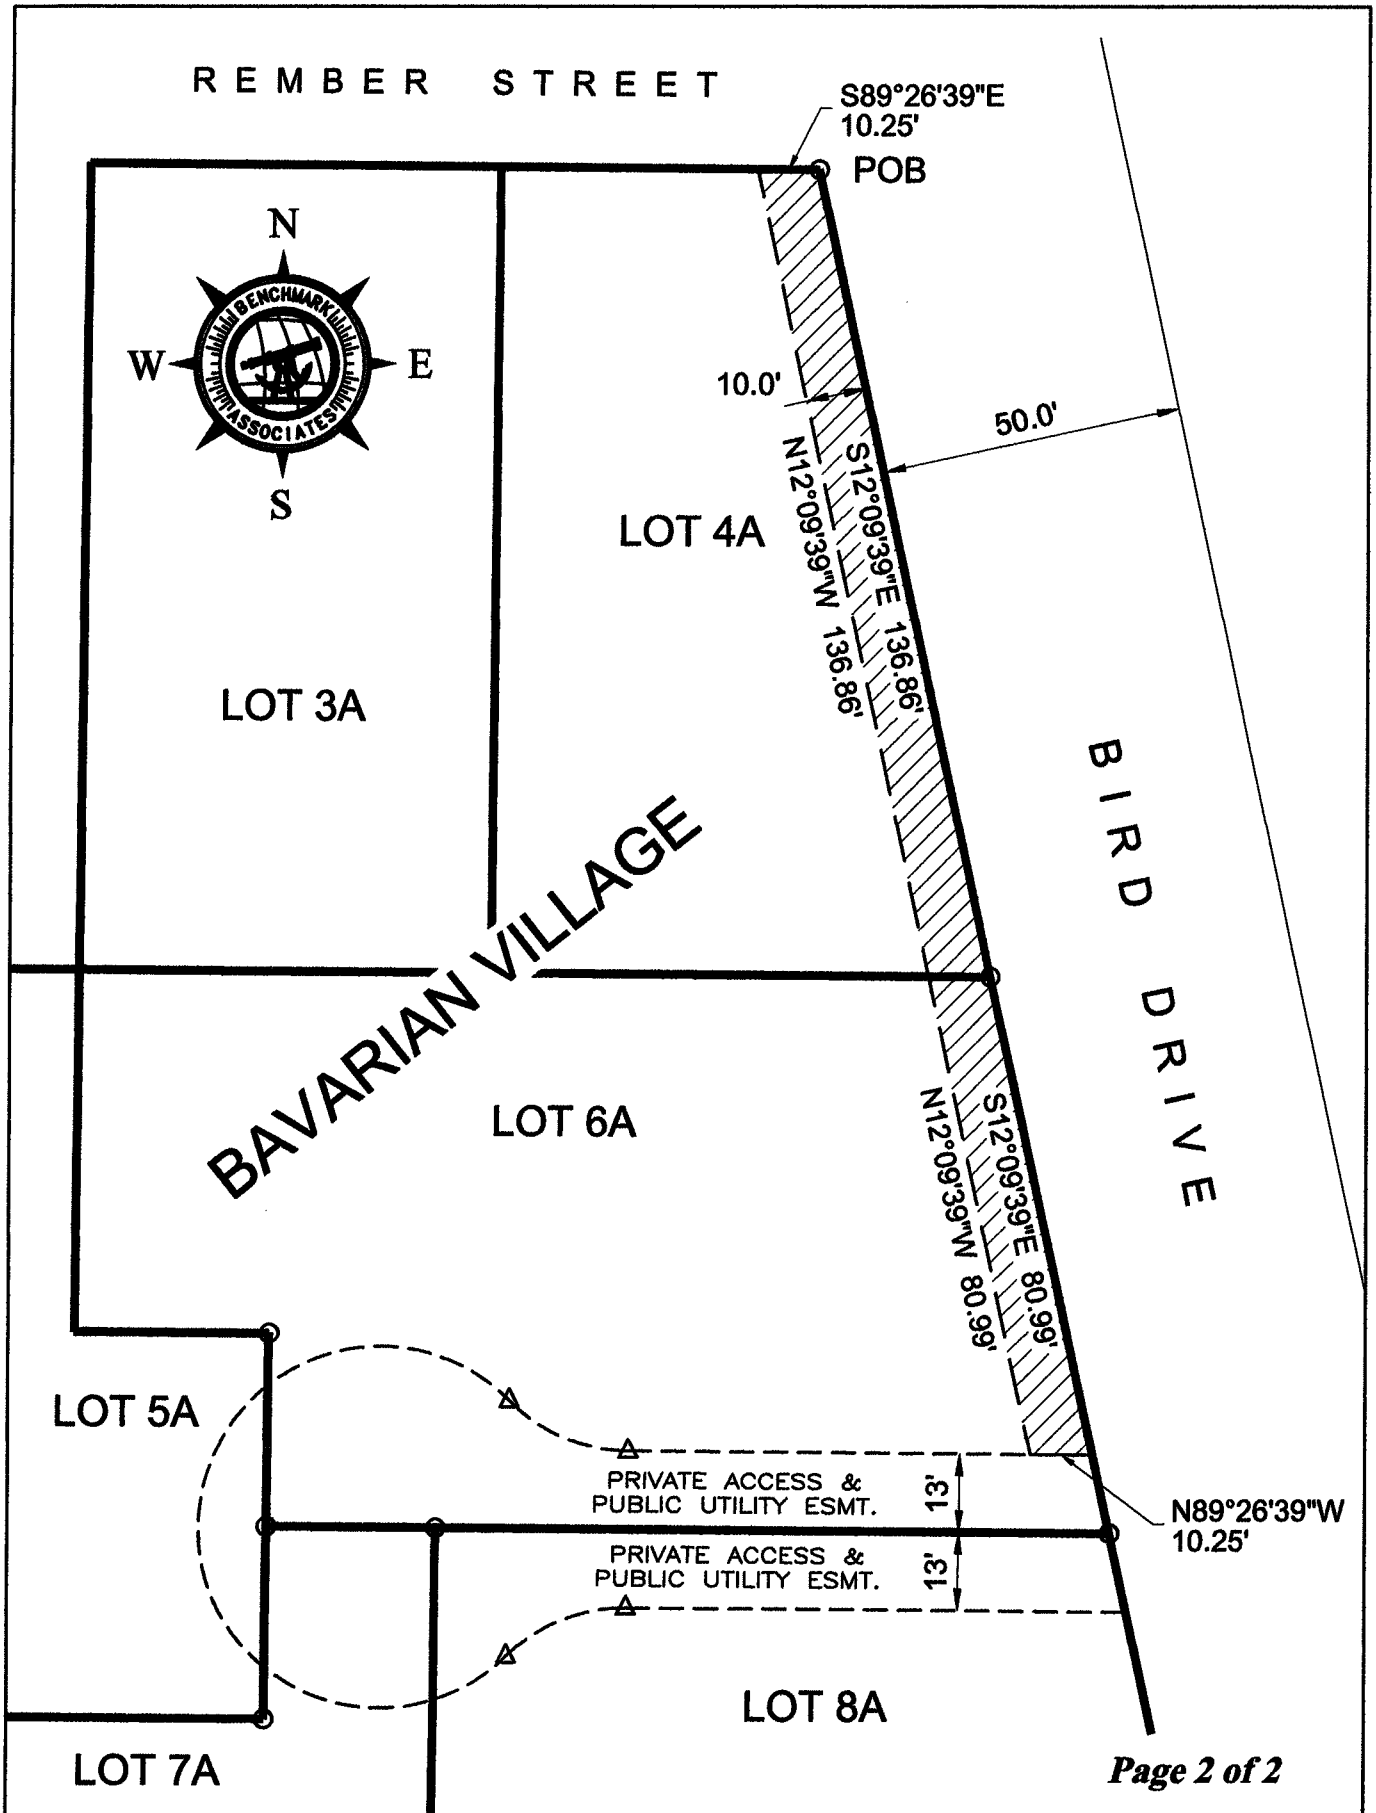 REMBER STREET
S89°26'39"E
10.25'
POB
N
BENCHMARK
W
E
ASSOCIATES
S
10.0'
50.0'
N12°09'39"W 136.86'
S12°09'39"E 136.86'
LOT 4A
LOT 3A
BIRD DRIVE
BAVARIAN VILLAGE
LOT 6A
N12°09'39"W 80.99'
S12°09'39"E 80.99'
LOT 5A
PRIVATE ACCESS &
PUBLIC UTILITY ESMT.
13'
N89°26'39"W
10.25'
PRIVATE ACCESS &
PUBLIC UTILITY ESMT.
13'
LOT 8A
LOT 7A
Page 2 of 2